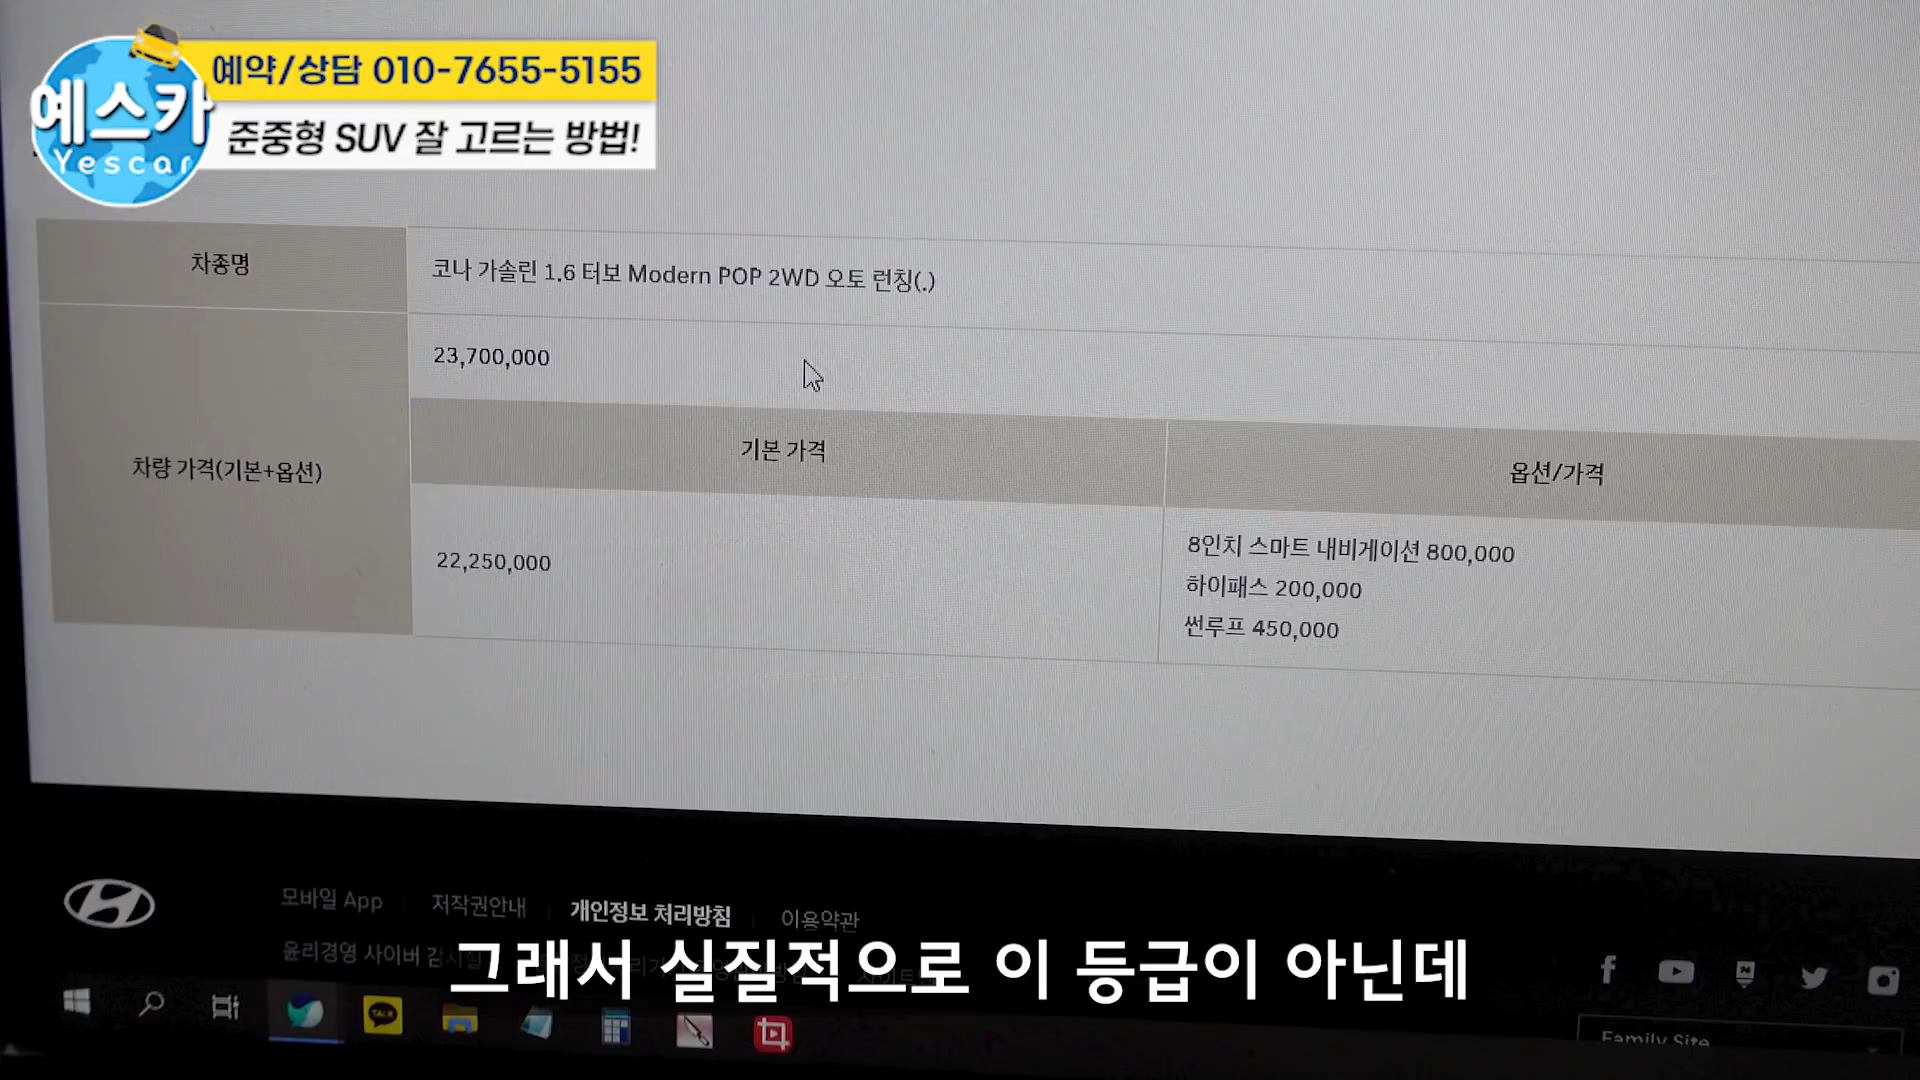 예약/상담 010-7655-5155
예스카
Yescar
준중형 SUV 잘 고르는 방법!
차종명
코나 가솔린 1.6 터보 Modern POP 2WD 오토 런칭(.)
차량 가격(기본+옵션)
23,700,000
기본 가격
옵션/가격
22,250,000
8인치 스마트 내비게이션 800,000
하이패스 200,000
썬루프 450,000
모바일 App
저작권안내
개인정보 처리방침
이용약관
윤리경영 사이버
그래서 실질적으로 이 등급이 아닌데
TALK
Family Site